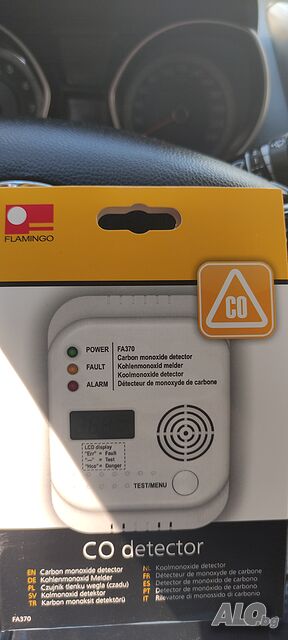 FLAMINGO
CO
POWER
FAULT
ALARM
FA370
Carbon monoxide detector
Kohlenmonoxid melder
Koolmonoxide detector
Détecteur de monoxyde de carbone
LCD display
"Err" = Fault
"---" = Test
"Hco" = Danger
TEST/MENU
CO detector
EN Carbon monoxide detector
DE Kohlenmonoxid Melder
PL Czujnik tlenku węgla (czadu)
SV Kolmonoxid detektor
TR Karbon monoksit detektörü
NL Koolmonoxide detector
FR Détecteur de monoxyde de carbone
ES Detector de monóxido de carbono
PT Detector de monóxido de carbono
IT Rilevatore di monossido di carbonio
FA370
ALO.bg